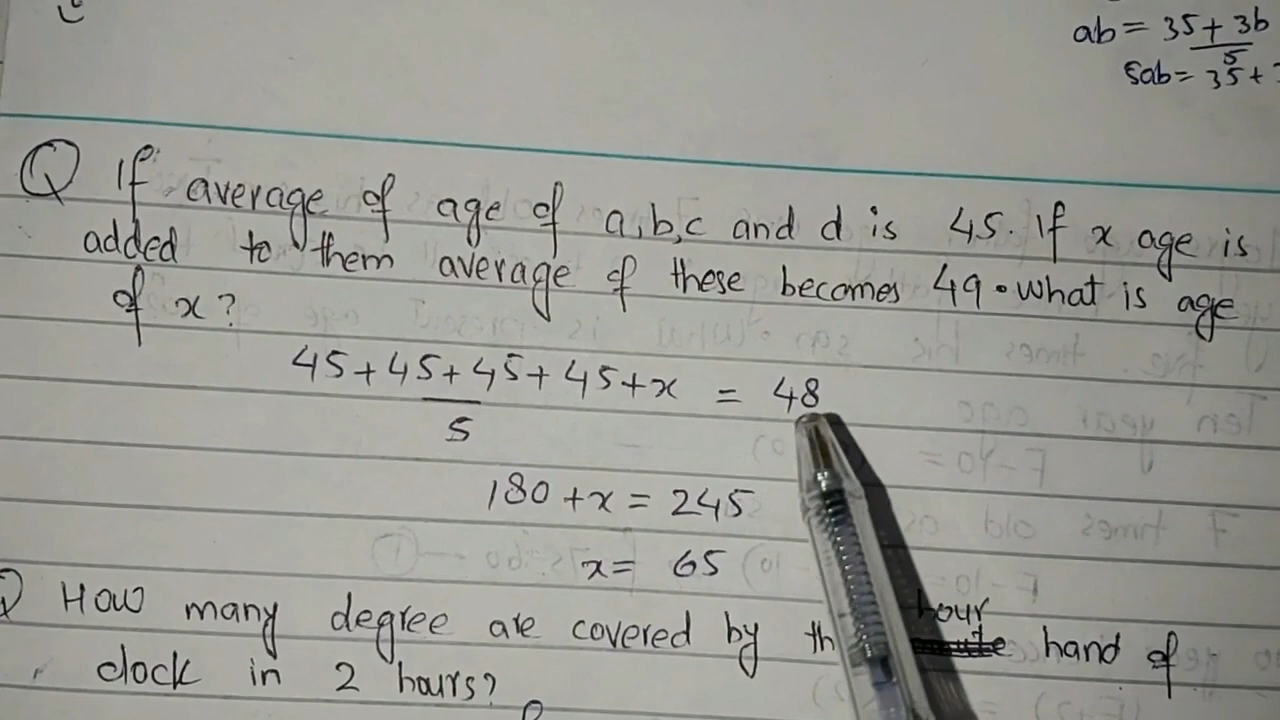 ab = 35 + 3b
5
5ab = 35 +
Q If average of age of a,b,c and d is 45. If x age is
added to them average of these becomes 49. what is age
of x?
45+45+45+45+x = 48
5
180 + x = 245
x = 65
Q How many degree are covered by th hour hand of
clock in 2 hours?